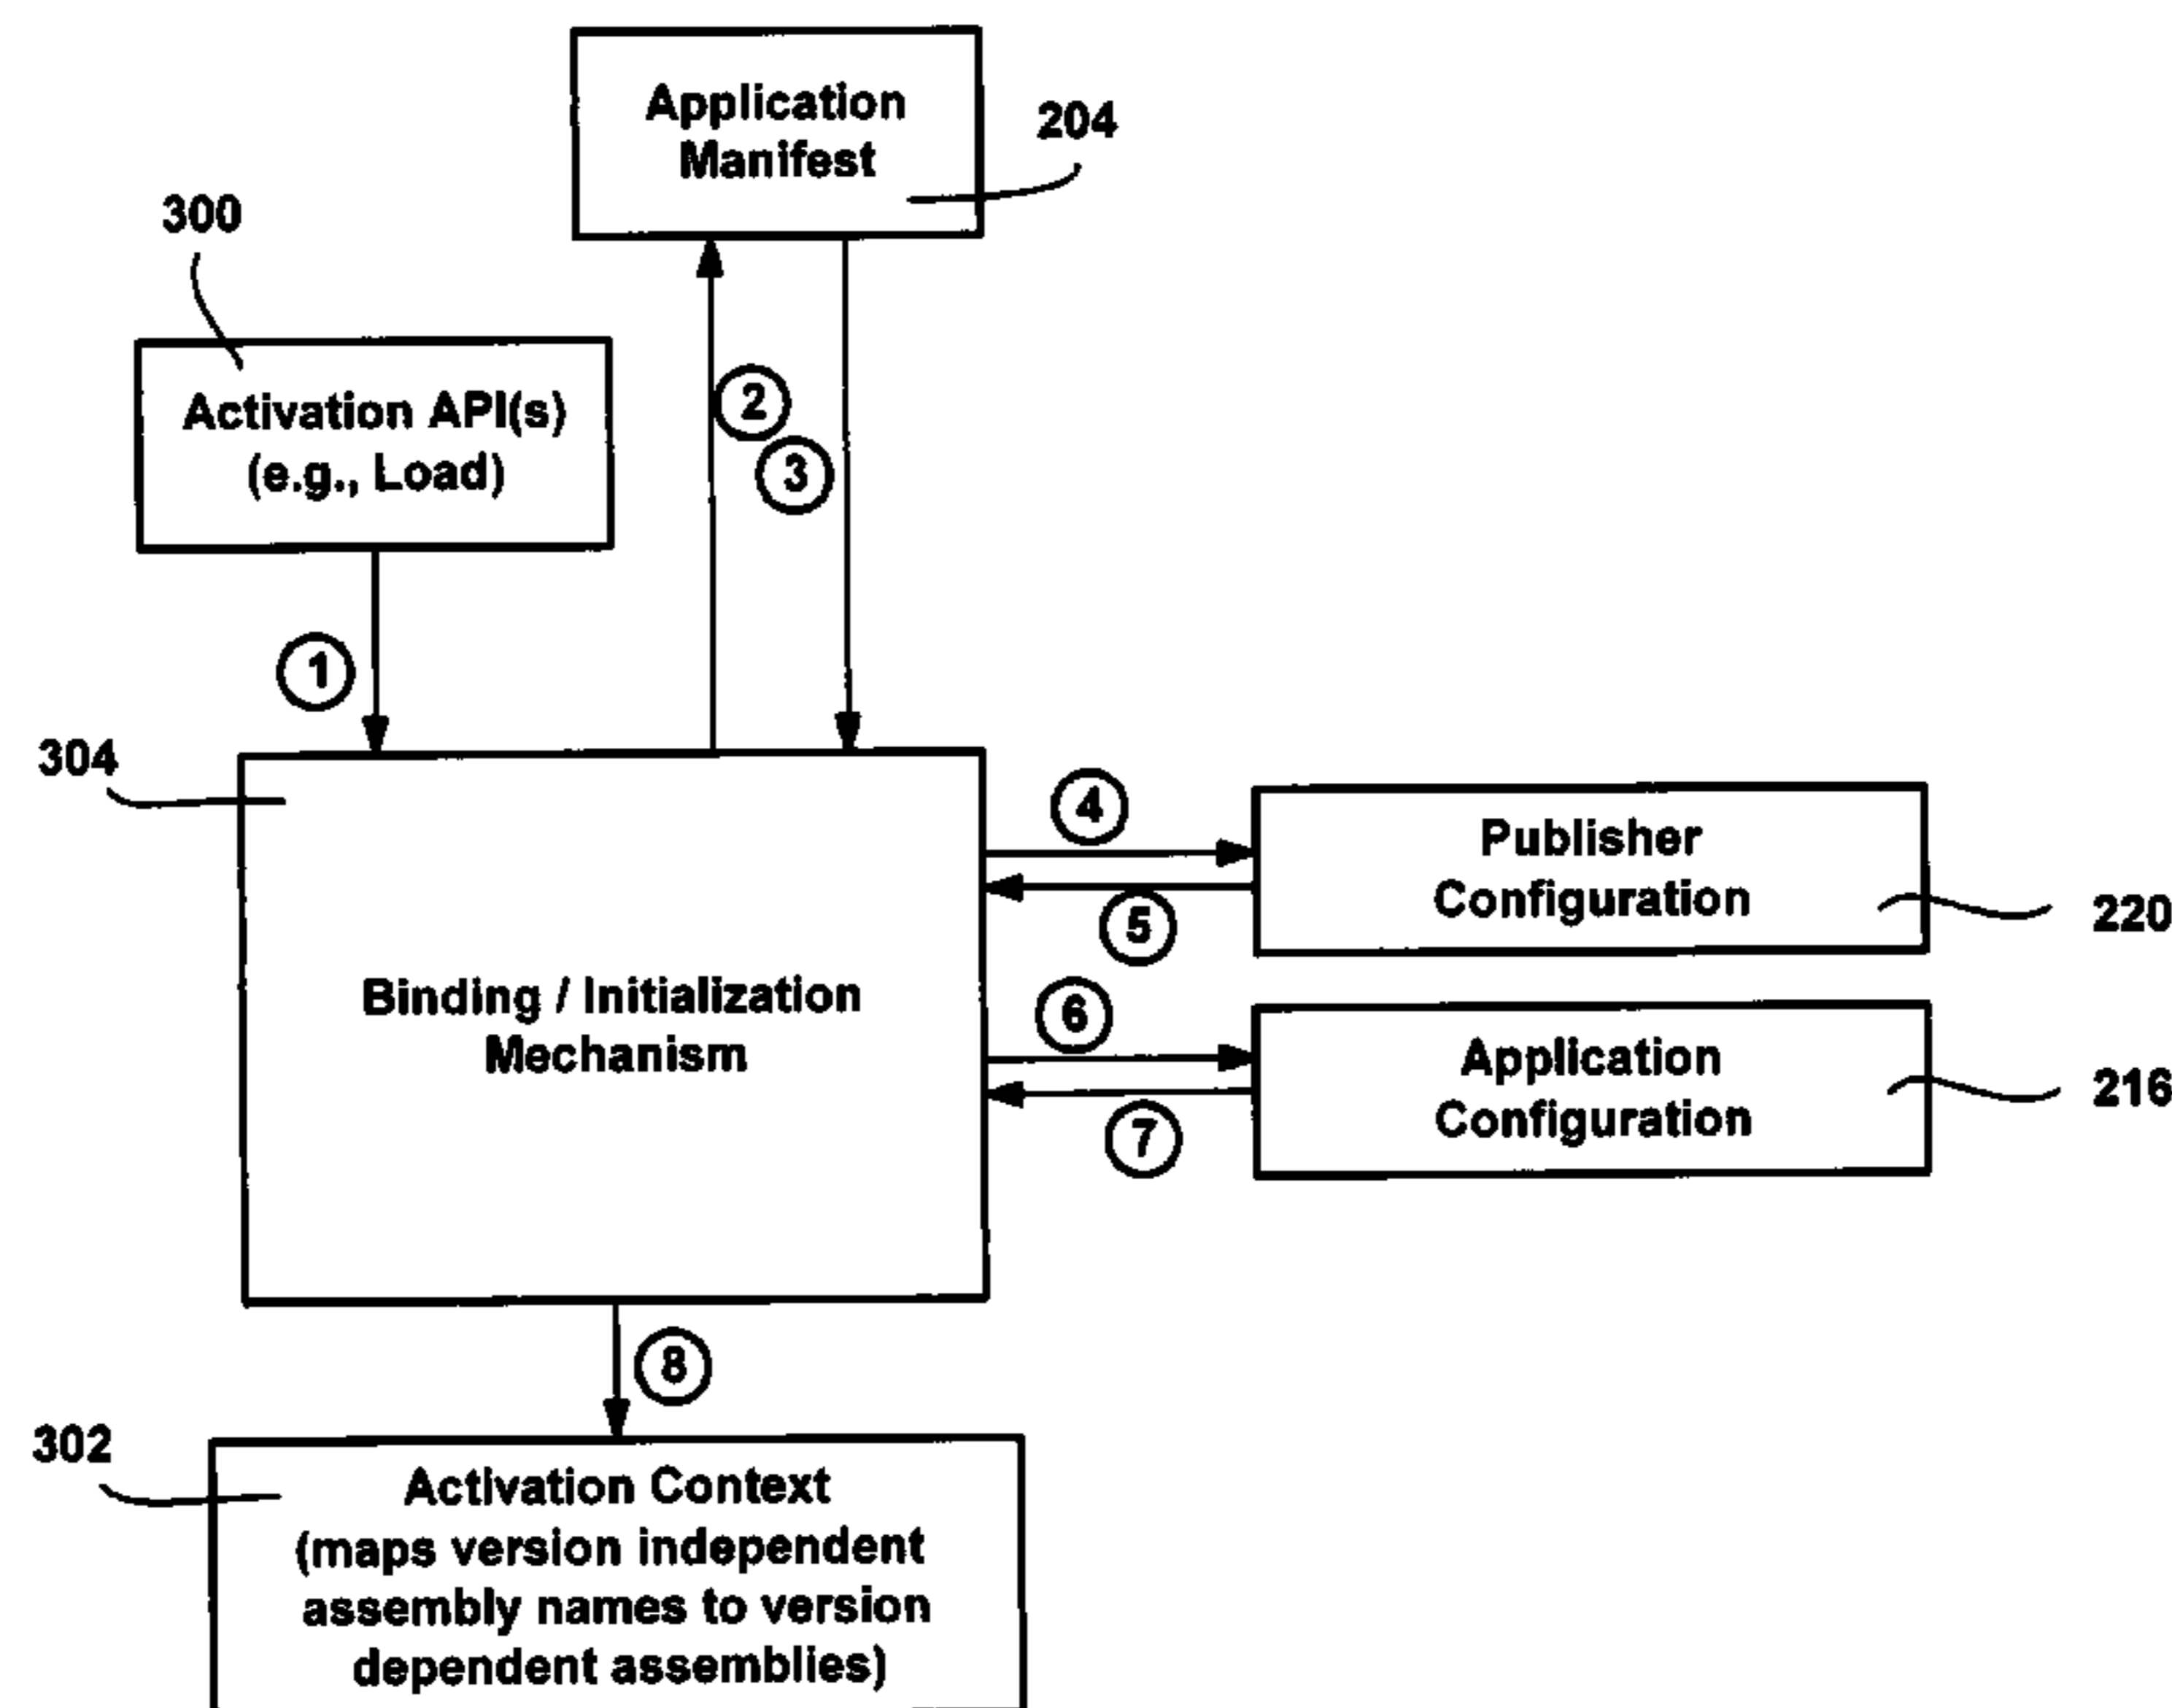 Application
Manifest
204
300
Activation API(s)
(e.g., Load)
2
3
1
304
4
Publisher
Configuration
5
220
Binding / Initialization
Mechanism
6
Application
Configuration
216
7
8
302
Activation Context
(maps version independent
assembly names to version
dependent assemblies)